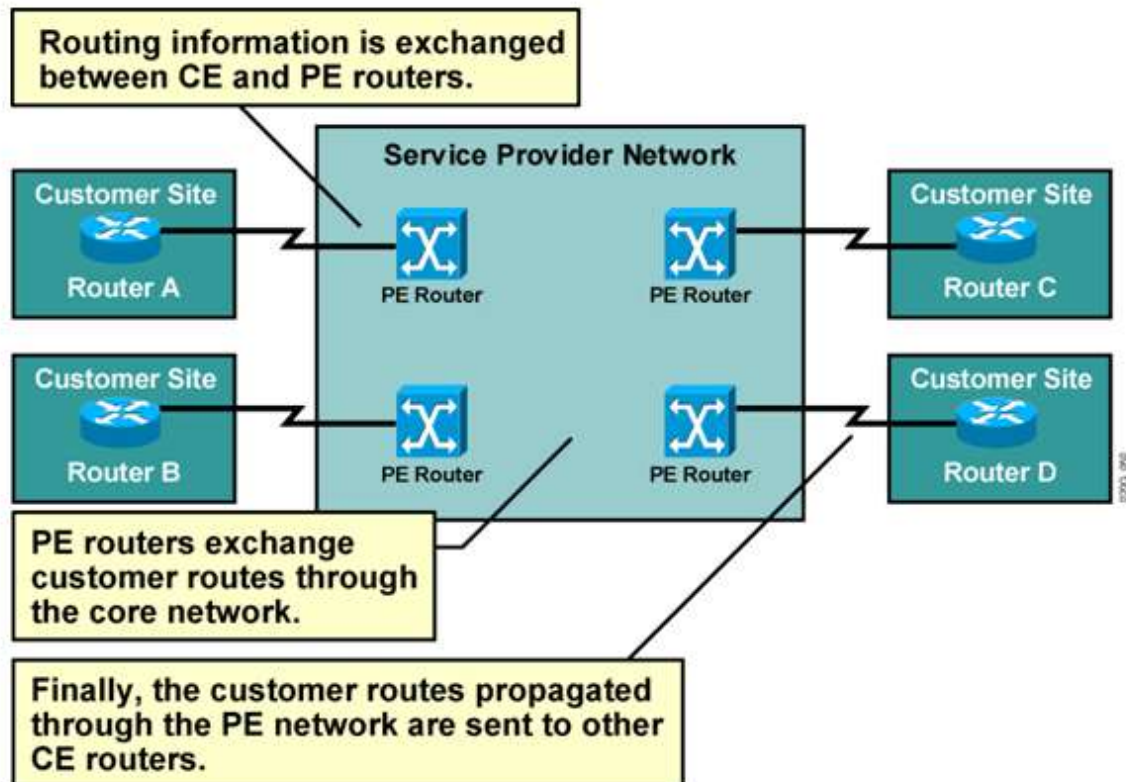 Routing information is exchanged
between CE and PE routers.
Service Provider Network
Customer Site
Router A
PE Router
PE Router
Customer Site
Router C
Customer Site
Router B
PE Router
PE Router
Customer Site
Router D
PE routers exchange
customer routes through
the core network.
Finally, the customer routes propagated
through the PE network are sent to other
CE routers.